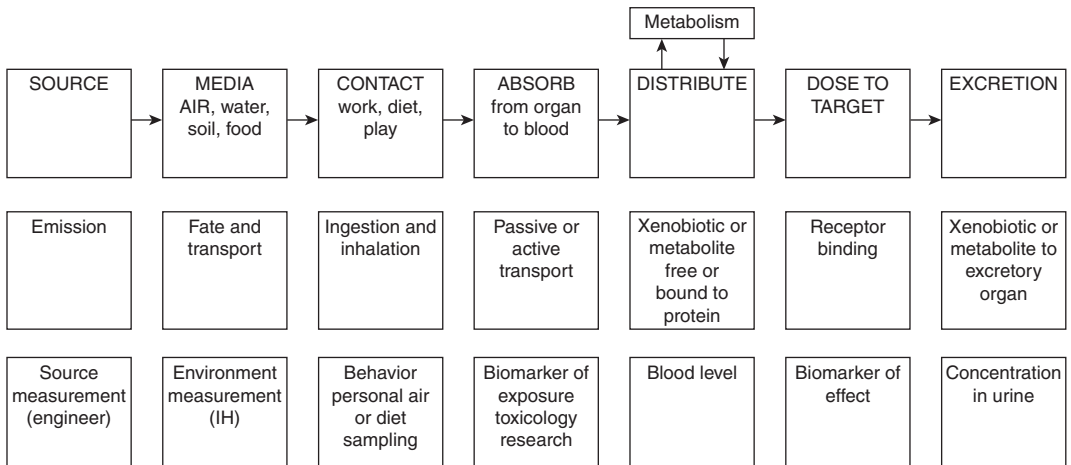 Metabolism
SOURCE
MEDIA
AIR, water,
soil, food
CONTACT
work, diet,
play
ABSORB
from organ
to blood
DISTRIBUTE
DOSE TO
TARGET
EXCRETION
Emission
Fate and
transport
Ingestion and
inhalation
Passive or
active
transport
Xenobiotic or
metabolite
free or
bound to
protein
Receptor
binding
Xenobiotic or
metabolite to
excretory
organ
Source
measurement
(engineer)
Environment
measurement
(IH)
Behavior
personal air
or diet
sampling
Biomarker of
exposure
toxicology
research
Blood level
Biomarker of
effect
Concentration
in urine